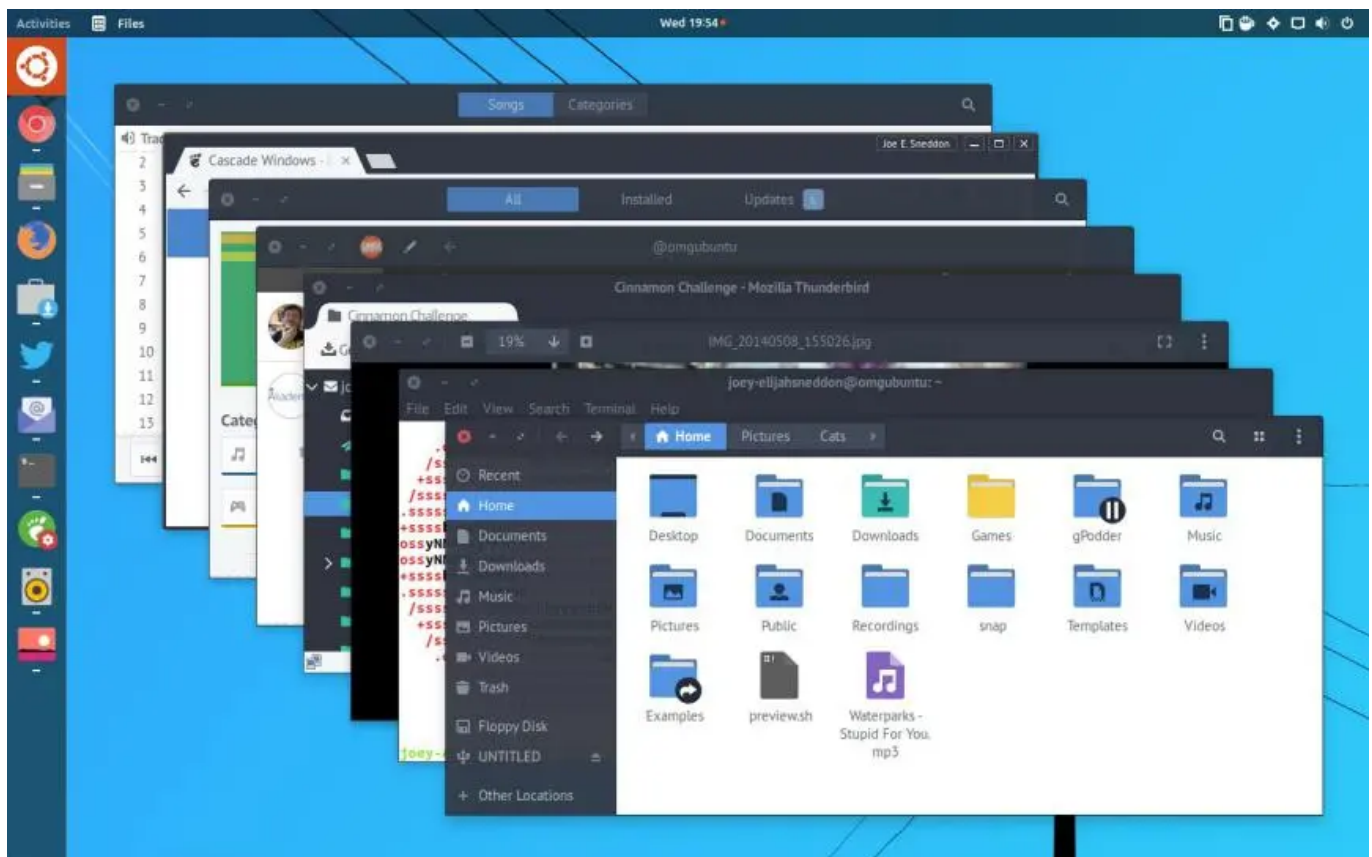 Activities
Files
Wed 19:54
Songs
Categories
2
3
4
5
6
7
8
9
10
11
12
13
Joe E Sneddon
Cascade Windows -
All
Installed
Updates
@omgubuntu
Cinnamon Challenge - Mozilla Thunderbird
Cinnamon Challenge
19%
IMG_20140508_155026.jpg
joey-elijahsneddon@omgubuntu: ~
File Edit View Search Terminal Help
Home
Pictures
Cats
Recent
Home
Documents
Downloads
Music
Pictures
Videos
Trash
Floppy Disk
UNTITLED
+ Other Locations
Desktop
Documents
Downloads
Games
gPodder
Music
Pictures
Public
Recordings
snap
Templates
Videos
Examples
preview.sh
Waterparks -
Stupid For You.
mp3
joey-